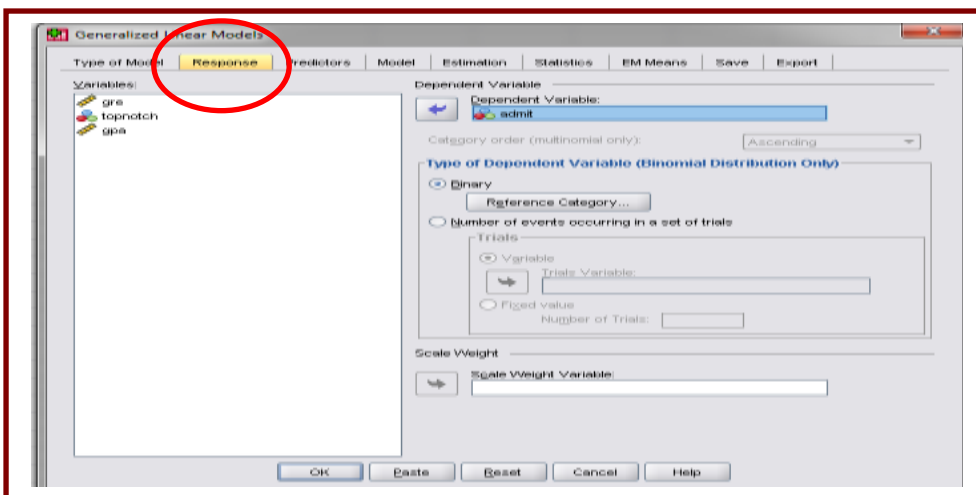 Generalized Linear Models
Type of Model Response Predictors Model Estimation Statistics EM Means Save Export
Variables:
gre
topnotch
gpa
Dependent Variable
Dependent Variable:
admit
Category order (multinomial only): Ascending
Type of Dependent Variable (Binomial Distribution Only)
Binary
Reference Category...
Number of events occurring in a set of trials
Trials
Variable
Trials Variable:
Fixed value
Number of Trials:
Scale Weight
Scale Weight Variable:
OK Paste Reset Cancel Help